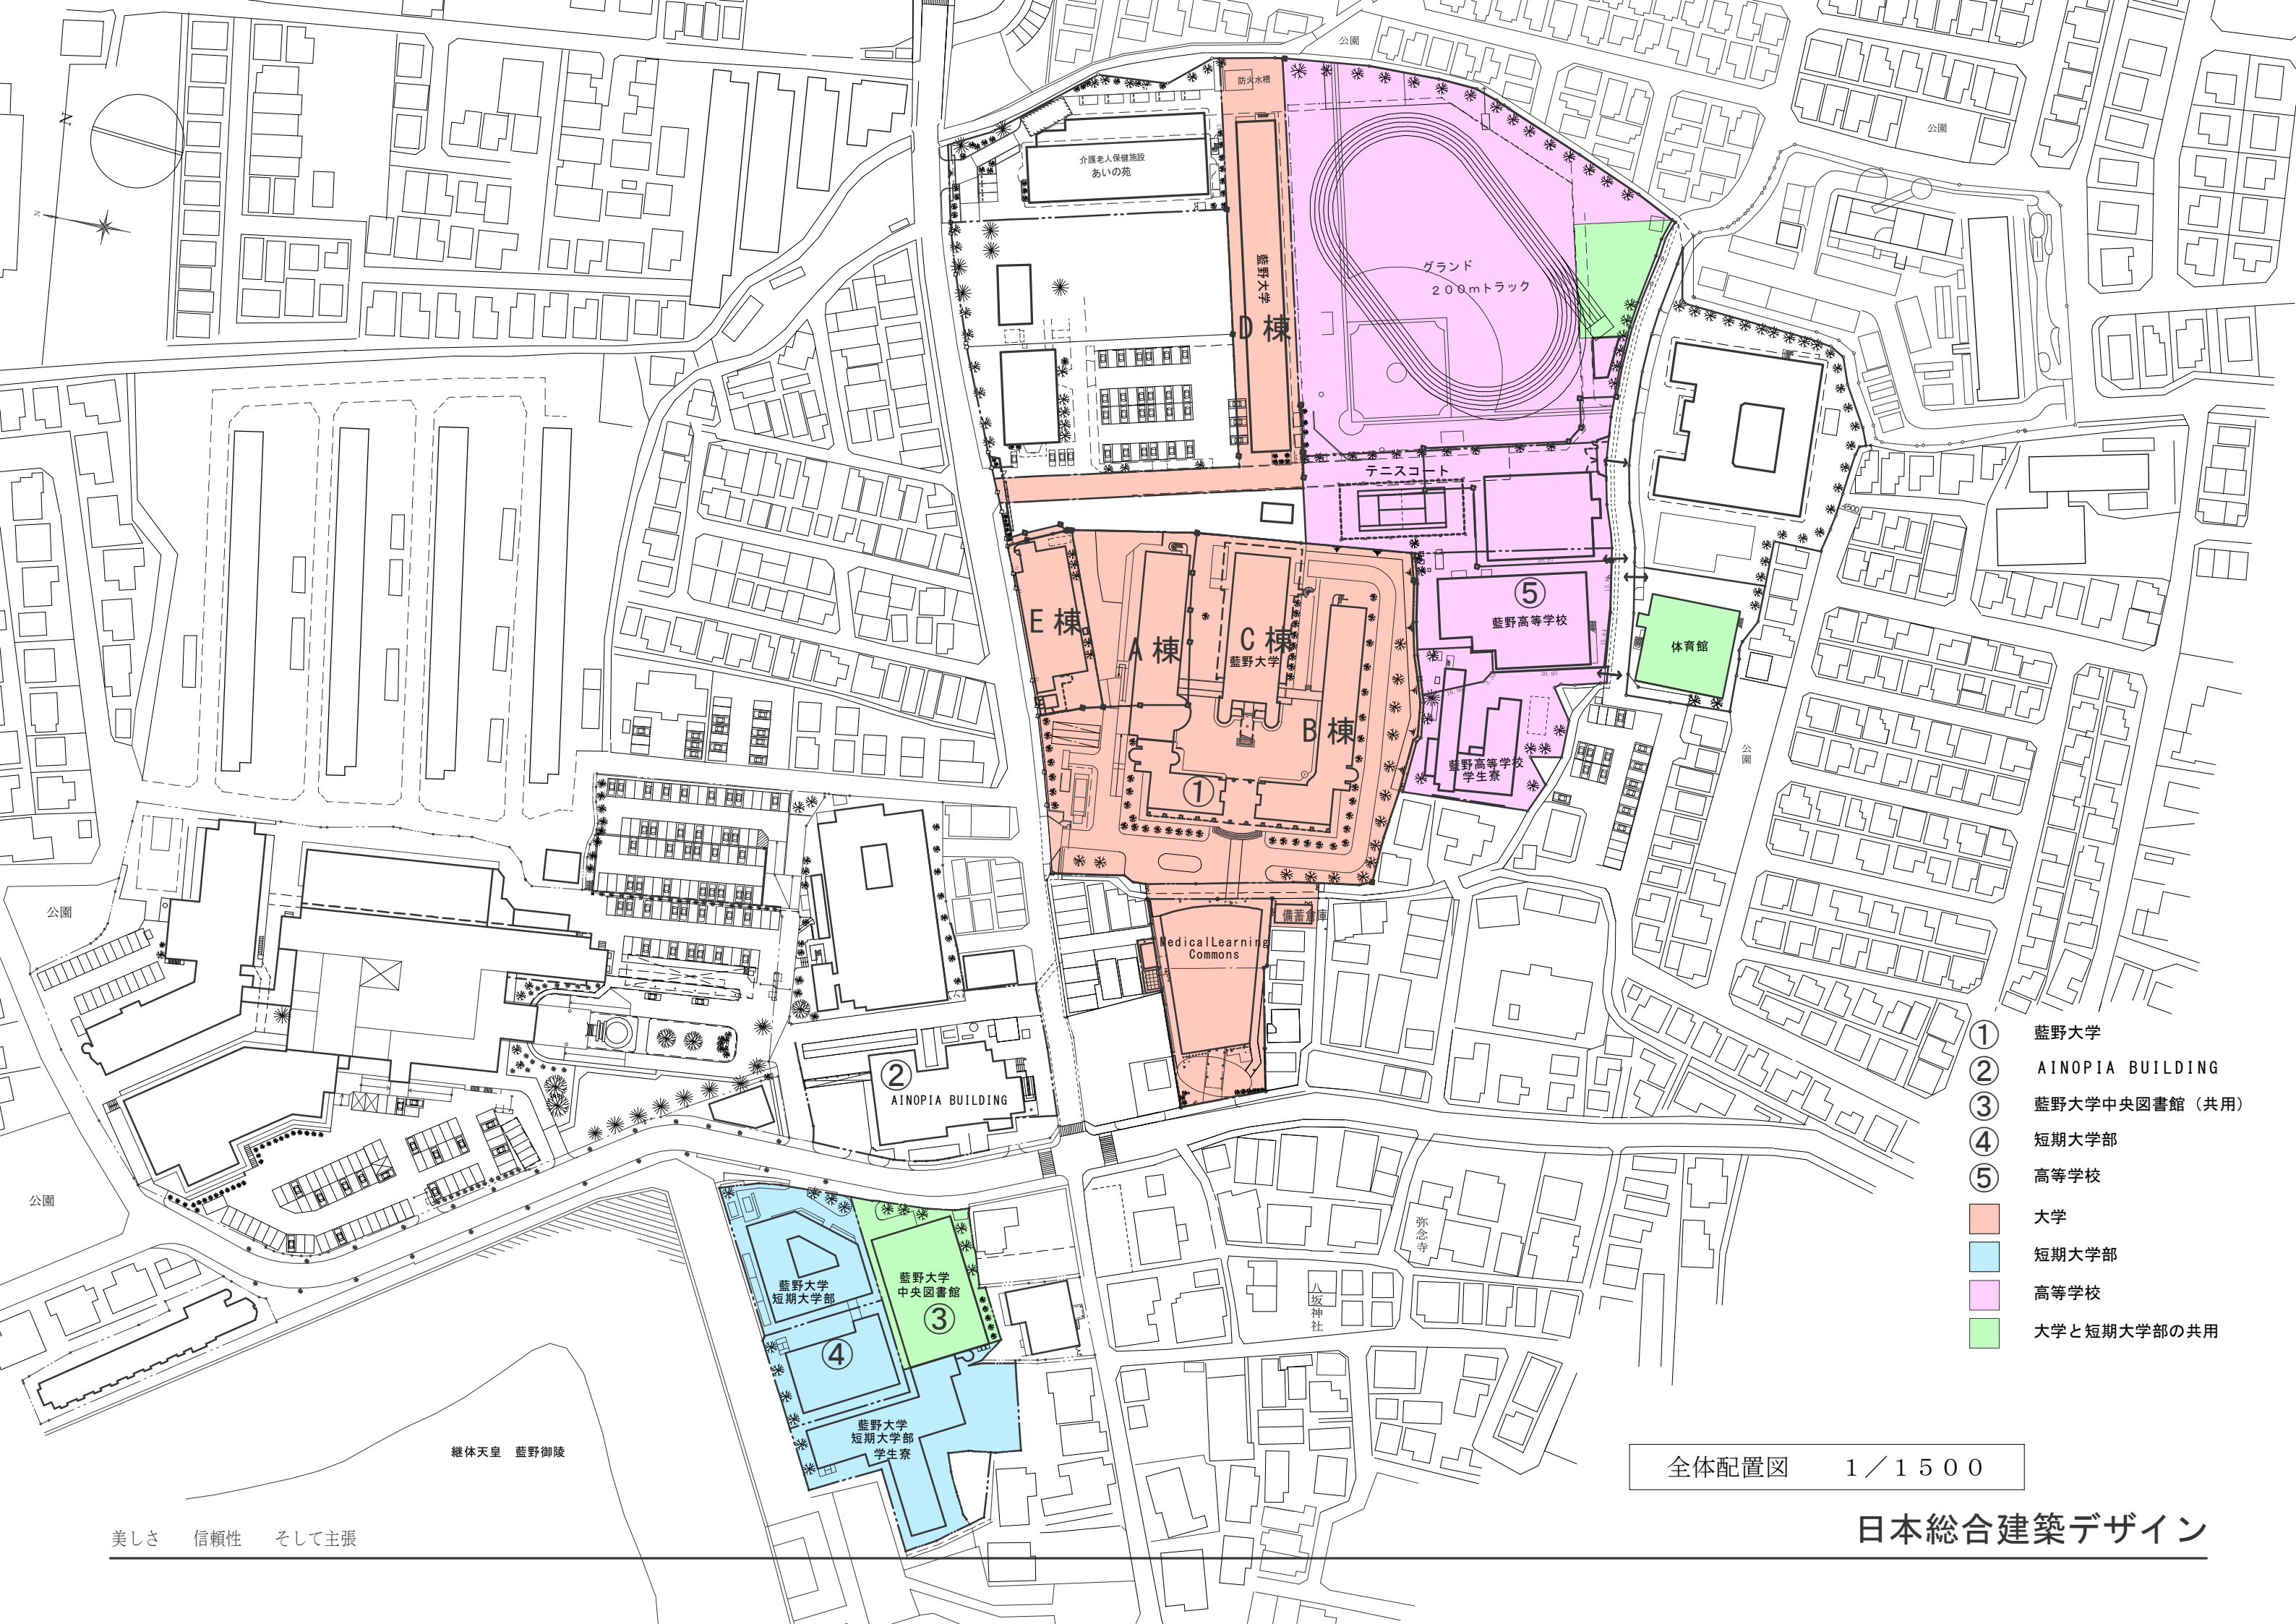 公園
防火水槽
公園
N
N
介護老人保健施設
あいの苑
藍野大学
D棟
グランド
200mトラック
テニスコート
4500
E棟
A棟
C棟
藍野大学
B棟
①
⑤
藍野高等学校
体育館
30.95
藍野高等学校
学生寮
公園
公園
備蓄倉庫
MedicalLearning
Commons
②
AINOPIA BUILDING
公園
藍野大学
短期大学部
藍野大学
中央図書館
③
④
藍野大学
短期大学部
学生寮
弥念寺
八坂神社
継体天皇　藍野御陵
① 藍野大学
② AINOPIA BUILDING
③ 藍野大学中央図書館（共用）
④ 短期大学部
⑤ 高等学校
大学
短期大学部
高等学校
大学と短期大学部の共用
全体配置図　　1／1500
日本総合建築デザイン
美しさ　　信頼性　　そして主張